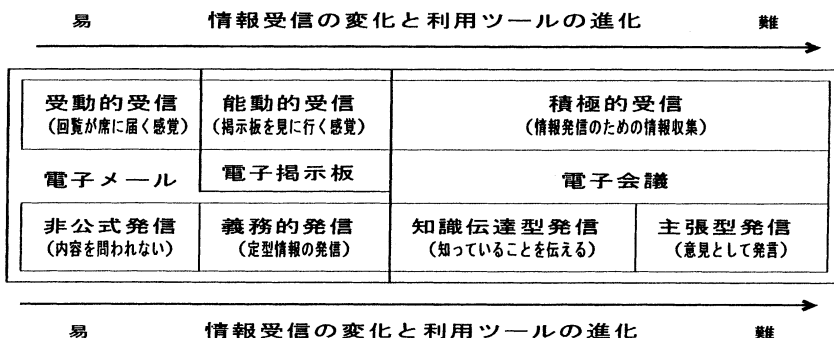 易 情報受信の変化と利用ツールの進化 難
受動的受信 能動的受信 積極的受信
(回覧が席に届く感覚) (掲示板を見に行く感覚) (情報発信のための情報収集)
電子メール 電子掲示板 電子会議
非公式発信 義務的発信 知識伝達型発信 主張型発信
(内容を問われない) (定型情報の発信) (知っていることを伝える) (意見として発言)
易 情報受信の変化と利用ツールの進化 難